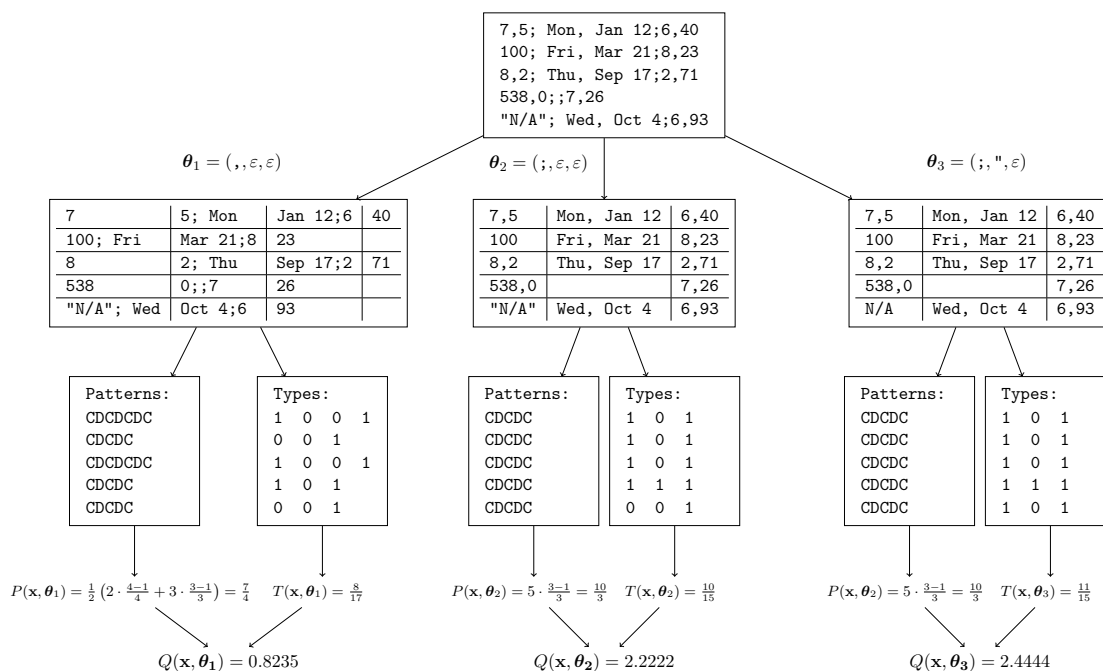 7,5; Mon, Jan 12;6,40
100; Fri, Mar 21;8,23
8,2; Thu, Sep 17;2,71
538,0;;7,26
"N/A"; Wed, Oct 4;6,93
θ₁ = (,,ε,ε)
θ₂ = (;,ε,ε)
θ₃ = (;,",ε)
7 5; Mon Jan 12;6 40
100; Fri Mar 21;8 23
8 2; Thu Sep 17;2 71
538 0;;7 26
"N/A"; Wed Oct 4;6 93
7,5 Mon, Jan 12 6,40
100 Fri, Mar 21 8,23
8,2 Thu, Sep 17 2,71
538,0 7,26
"N/A" Wed, Oct 4 6,93
7,5 Mon, Jan 12 6,40
100 Fri, Mar 21 8,23
8,2 Thu, Sep 17 2,71
538,0 7,26
N/A Wed, Oct 4 6,93
Patterns:
CDCDCDC
CDCDC
CDCDCDC
CDCDC
CDCDC
Types:
1 0 0 1
0 0 1
1 0 0 1
1 0 1
0 0 1
Patterns:
CDCDC
CDCDC
CDCDC
CDCDC
CDCDC
Types:
1 0 1
1 0 1
1 0 1
1 1 1
0 0 1
Patterns:
CDCDC
CDCDC
CDCDC
CDCDC
CDCDC
Types:
1 0 1
1 0 1
1 0 1
1 1 1
1 0 1
P(x, θ₁) = 1/2 (2 · (4−1)/4 + 3 · (3−1)/3) = 7/4
T(x, θ₁) = 8/17
P(x, θ₂) = 5 · (3−1)/3 = 10/3
T(x, θ₂) = 10/15
P(x, θ₂) = 5 · (3−1)/3 = 10/3
T(x, θ₃) = 11/15
Q(x, θ₁) = 0.8235
Q(x, θ₂) = 2.2222
Q(x, θ₃) = 2.4444